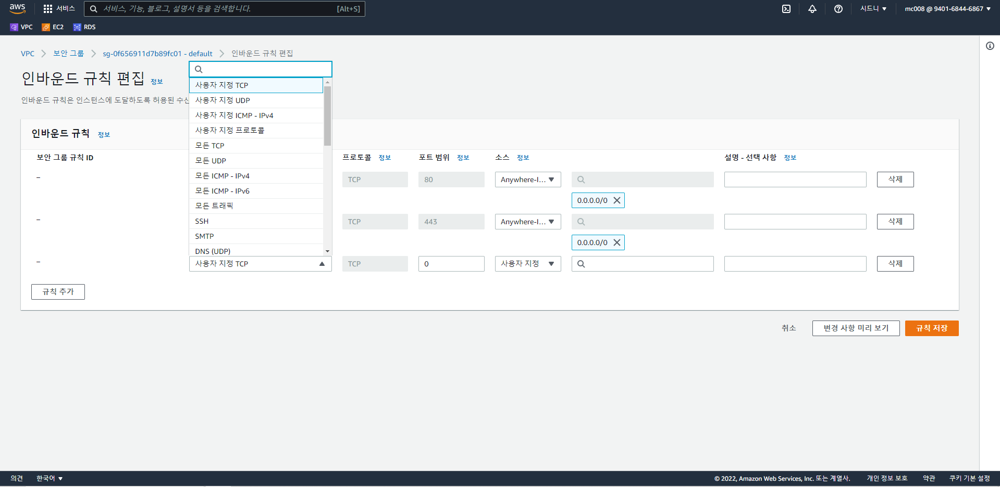 aws
서비스
서비스, 기능, 블로그, 설명서 등을 검색합니다.
[Alt+S]
시드니
mc008 @ 9401-6844-6867
VPC
EC2
RDS
VPC
보안 그룹
sg-0f656911d7b89fc01 - default
인바운드 규칙 편집
인바운드 규칙 편집 정보
인바운드 규칙은 인스턴스에 도달하도록 허용된 수신
사용자 지정 TCP
사용자 지정 UDP
사용자 지정 ICMP - IPv4
사용자 지정 프로토콜
모든 TCP
모든 UDP
모든 ICMP - IPv4
모든 ICMP - IPv6
모든 트래픽
SSH
SMTP
DNS (UDP)
인바운드 규칙 정보
보안 그룹 규칙 ID
프로토콜 정보
포트 범위 정보
소스 정보
설명 - 선택 사항 정보
–
TCP
80
Anywhere-I...
삭제
0.0.0.0/0
–
TCP
443
Anywhere-I...
삭제
0.0.0.0/0
–
사용자 지정 TCP
TCP
0
사용자 지정
삭제
규칙 추가
취소
변경 사항 미리 보기
규칙 저장
의견
한국어
© 2022, Amazon Web Services, Inc. 또는 계열사.
개인 정보 보호
약관
쿠키 기본 설정